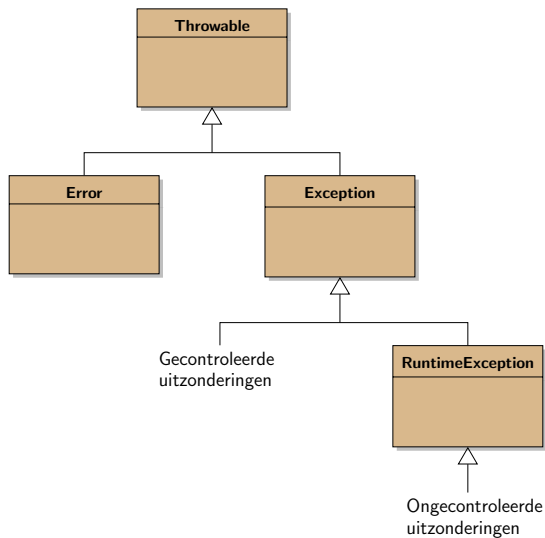 Throwable
Error
Exception
Gecontroleerde
uitzonderingen
RuntimeException
Ongecontroleerde
uitzonderingen